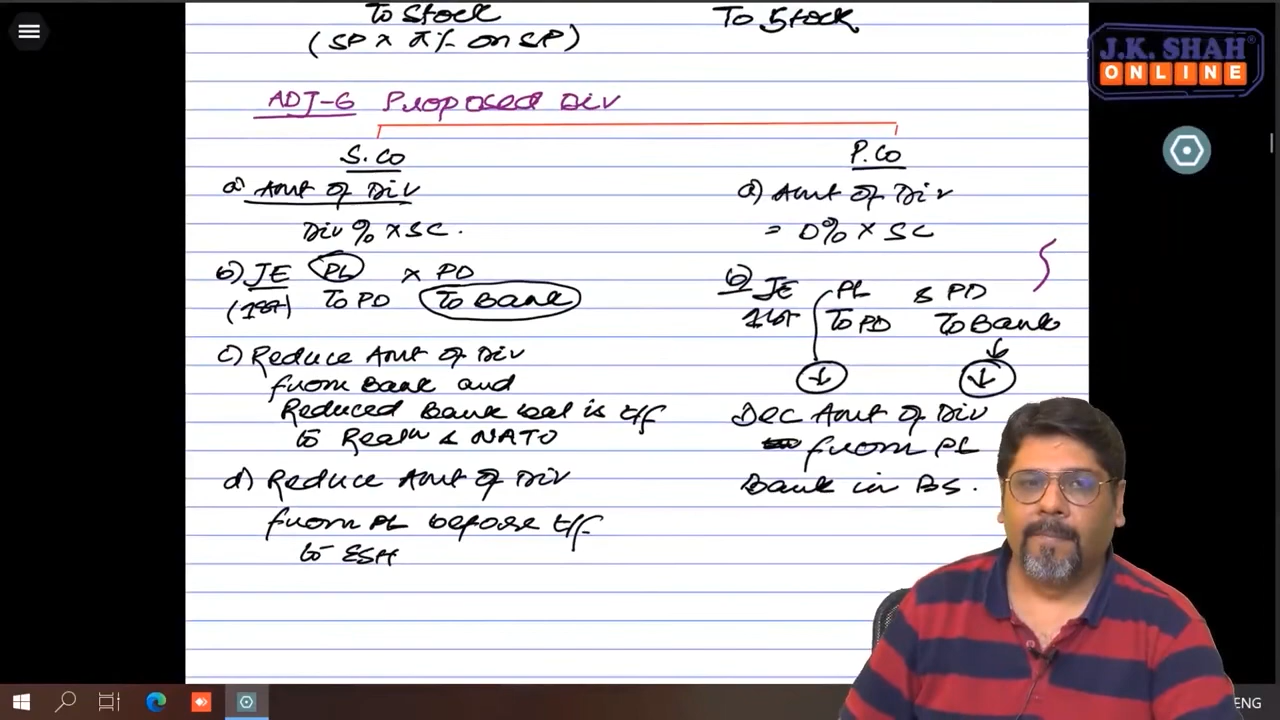 To Stock
(SP x π% on SP)
To Stock
J.K. SHAH
ONLINE
ADJ-6 Proposed Div
S.Co
a) Amt of Div
Div % x SC.
b) JE PL x PD
(1st) To PD To Bank
c) Reduce Amt of Div
from Bank and
Reduced Bank bal is t/f
to Realn & NATO
d) Reduce Amt of Div
from PL before t/f
to ESH
P.Co
a) Amt of Div
= D% x SC
b) JE PL & PD
1st To PD To Bank
↓ ↓
Dec Amt of Div
from PL
Bank in BS.
ENG